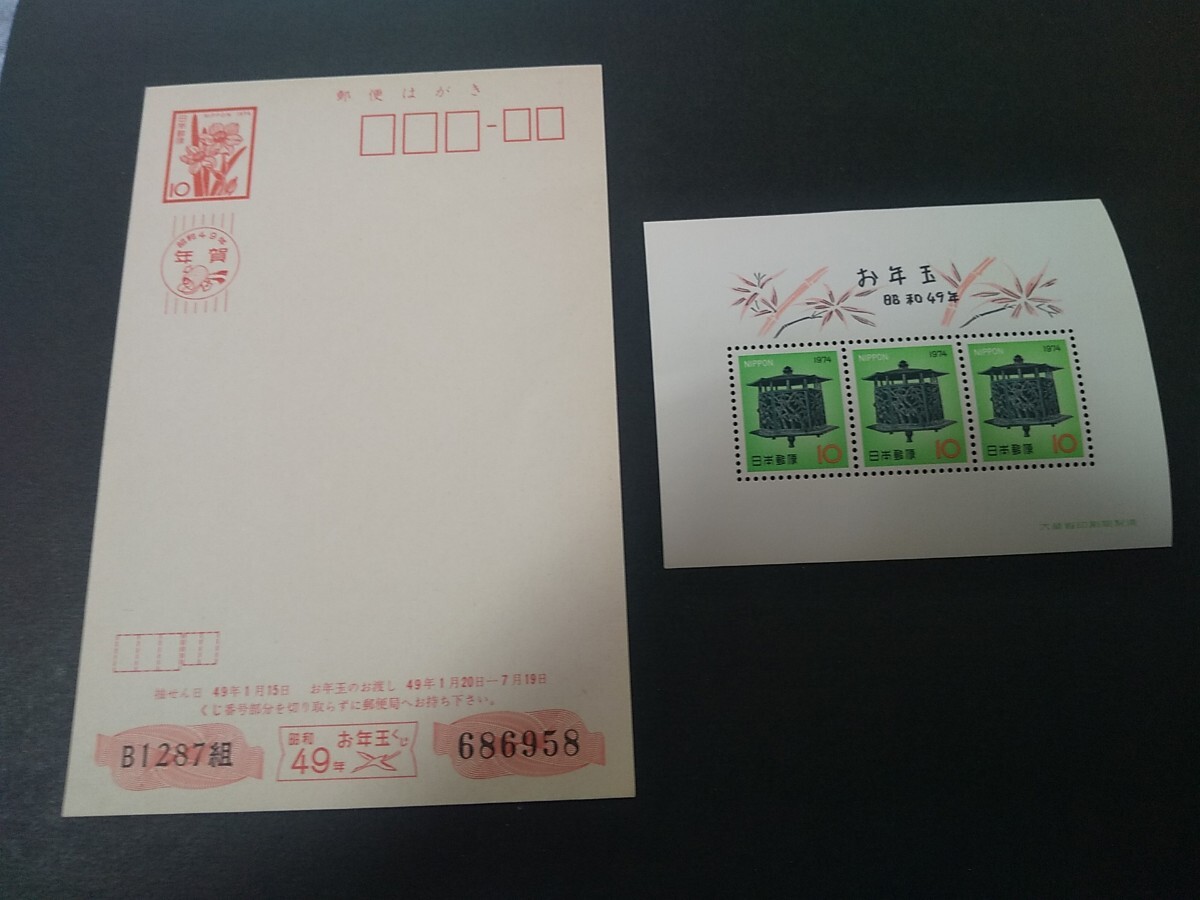 郵便はがき
日本郵便
NIPPON 1974
10
昭和49年
年賀
抽せん日 49年1月15日 お年玉のお渡し 49年1月20日-7月19日
くじ番号部分を切り取らずに郵便局へお持ち下さい。
B1287組
昭和
49年
お年玉くじ
686958
お年玉
昭和49年
NIPPON 1974
日本郵便 10
NIPPON 1974
日本郵便 10
NIPPON 1974
日本郵便 10